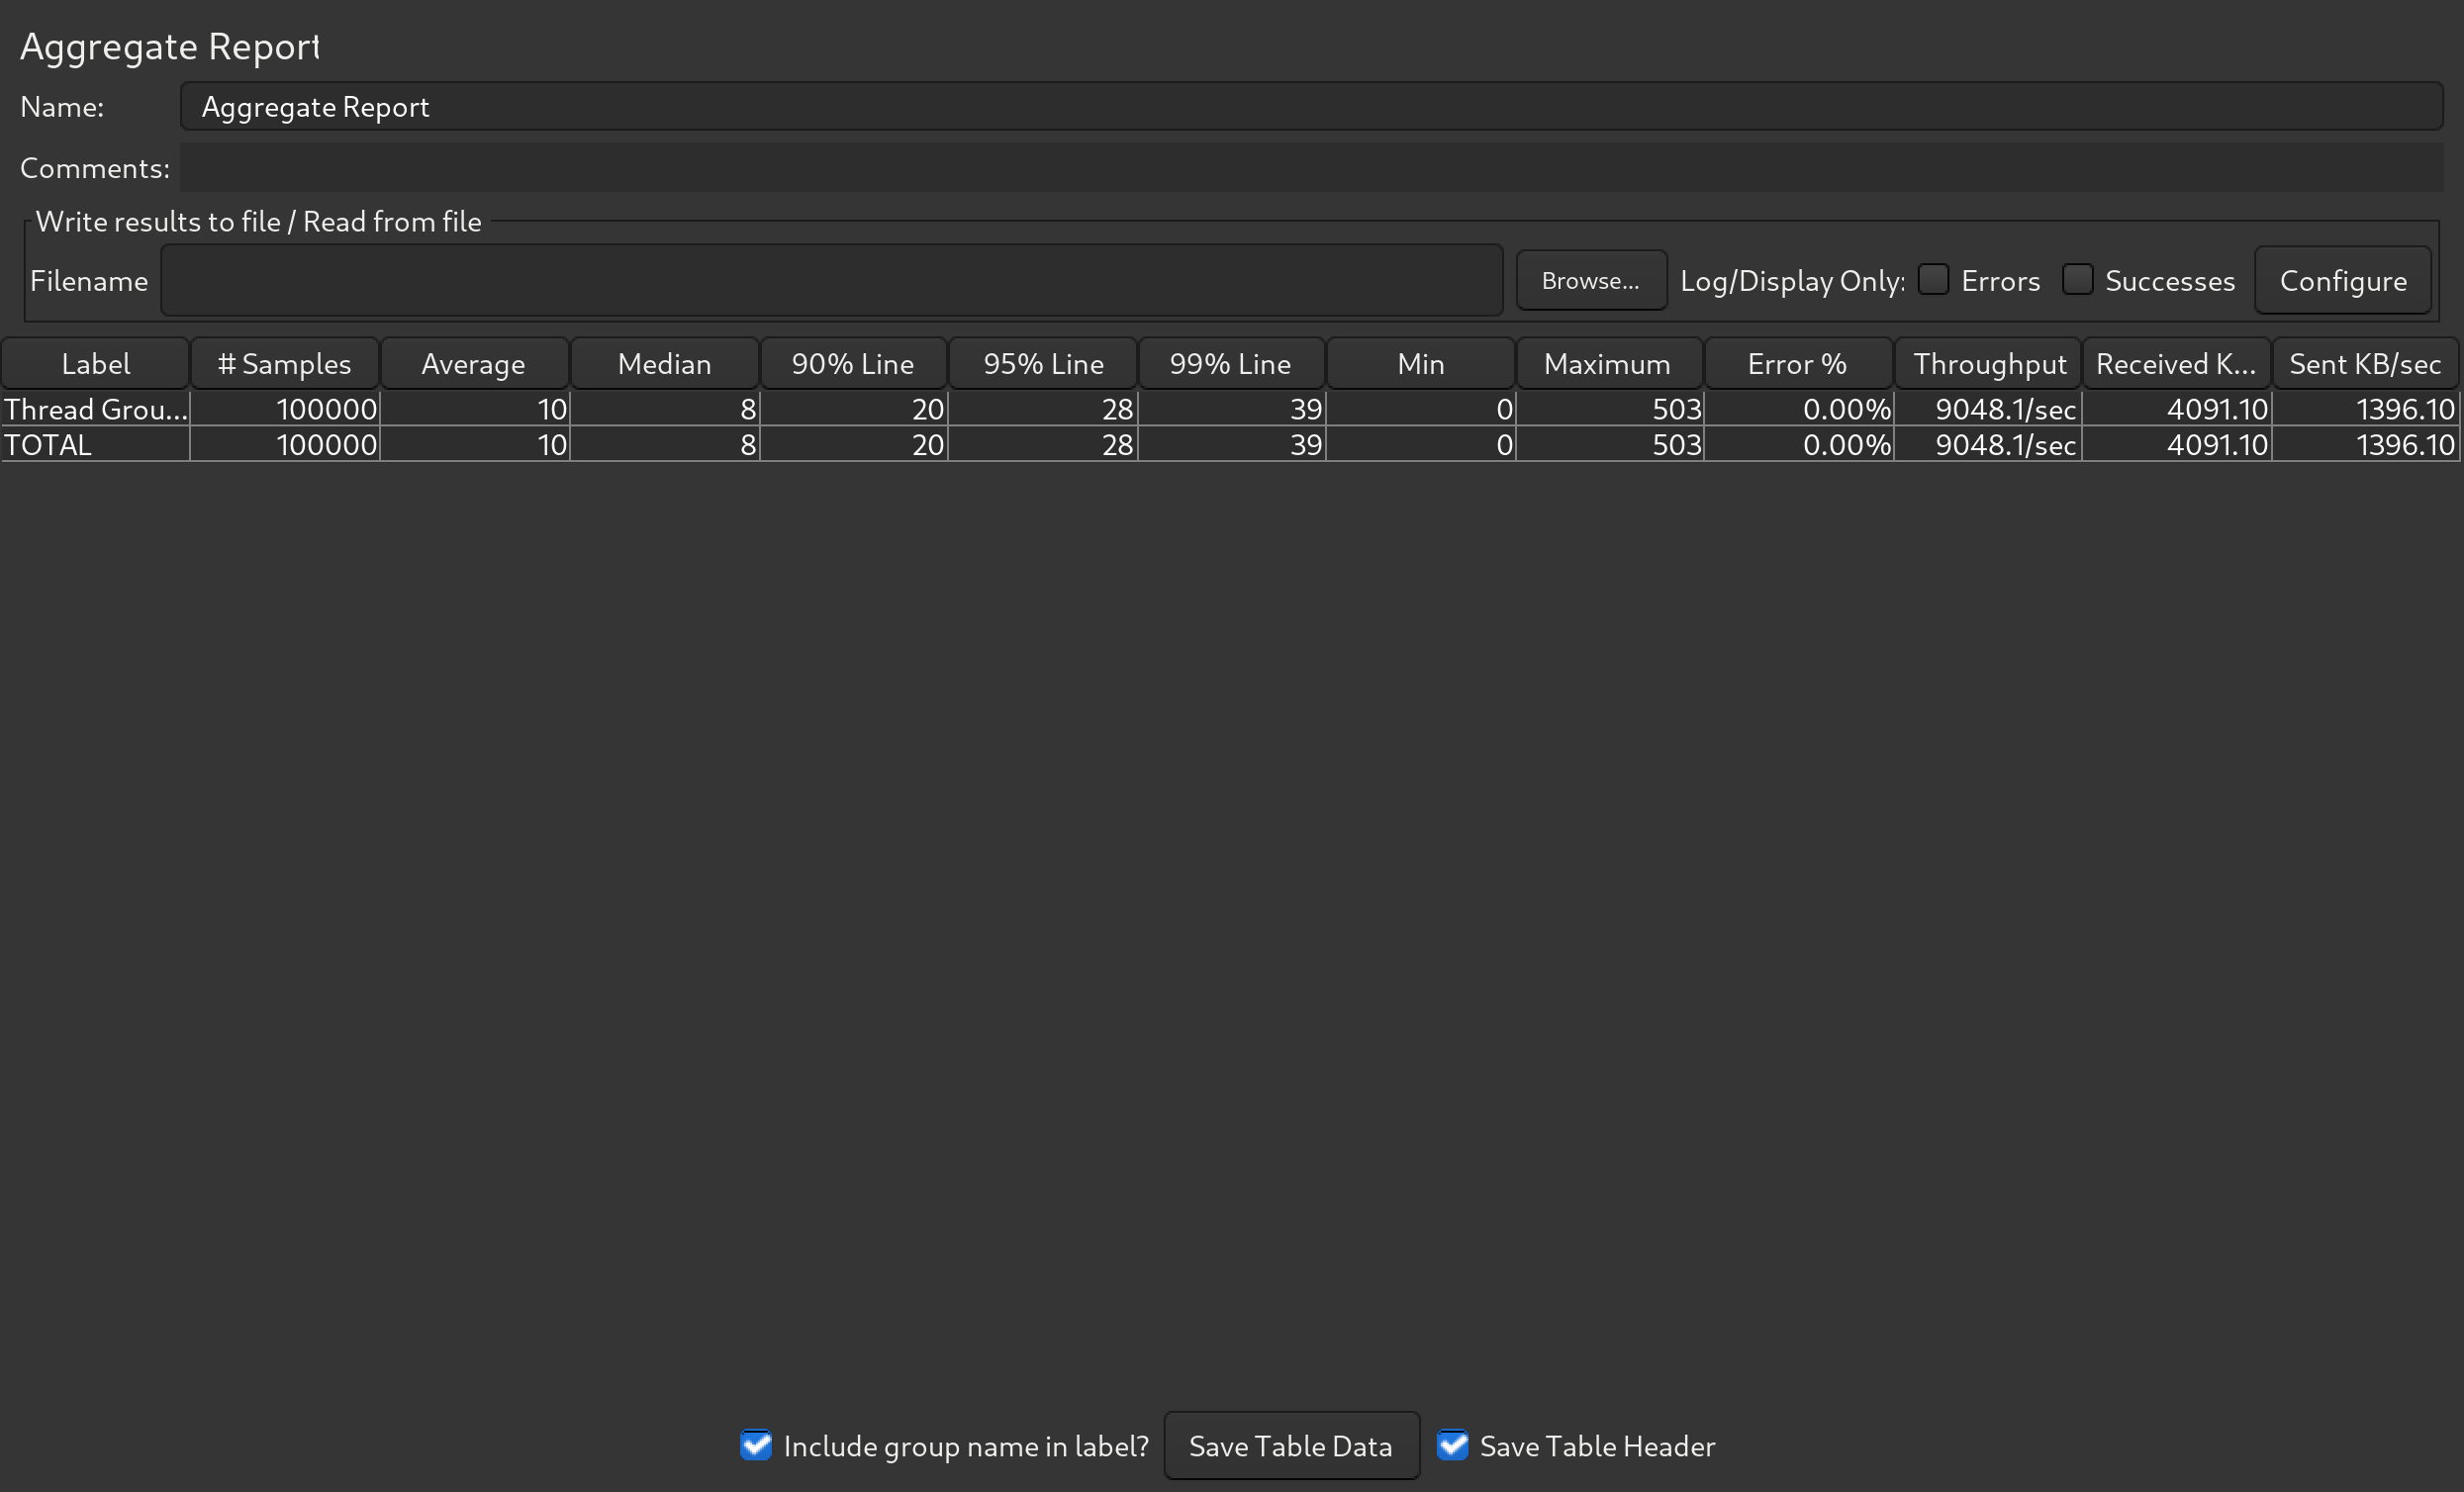 Aggregate Report
Name: Aggregate Report
Comments:
Write results to file / Read from file
Filename Browse... Log/Display Only: Errors Successes Configure
Label # Samples Average Median 90% Line 95% Line 99% Line Min Maximum Error % Throughput Received K... Sent KB/sec
Thread Grou... 100000 10 8 20 28 39 0 503 0.00% 9048.1/sec 4091.10 1396.10
TOTAL 100000 10 8 20 28 39 0 503 0.00% 9048.1/sec 4091.10 1396.10
Include group name in label? Save Table Data Save Table Header